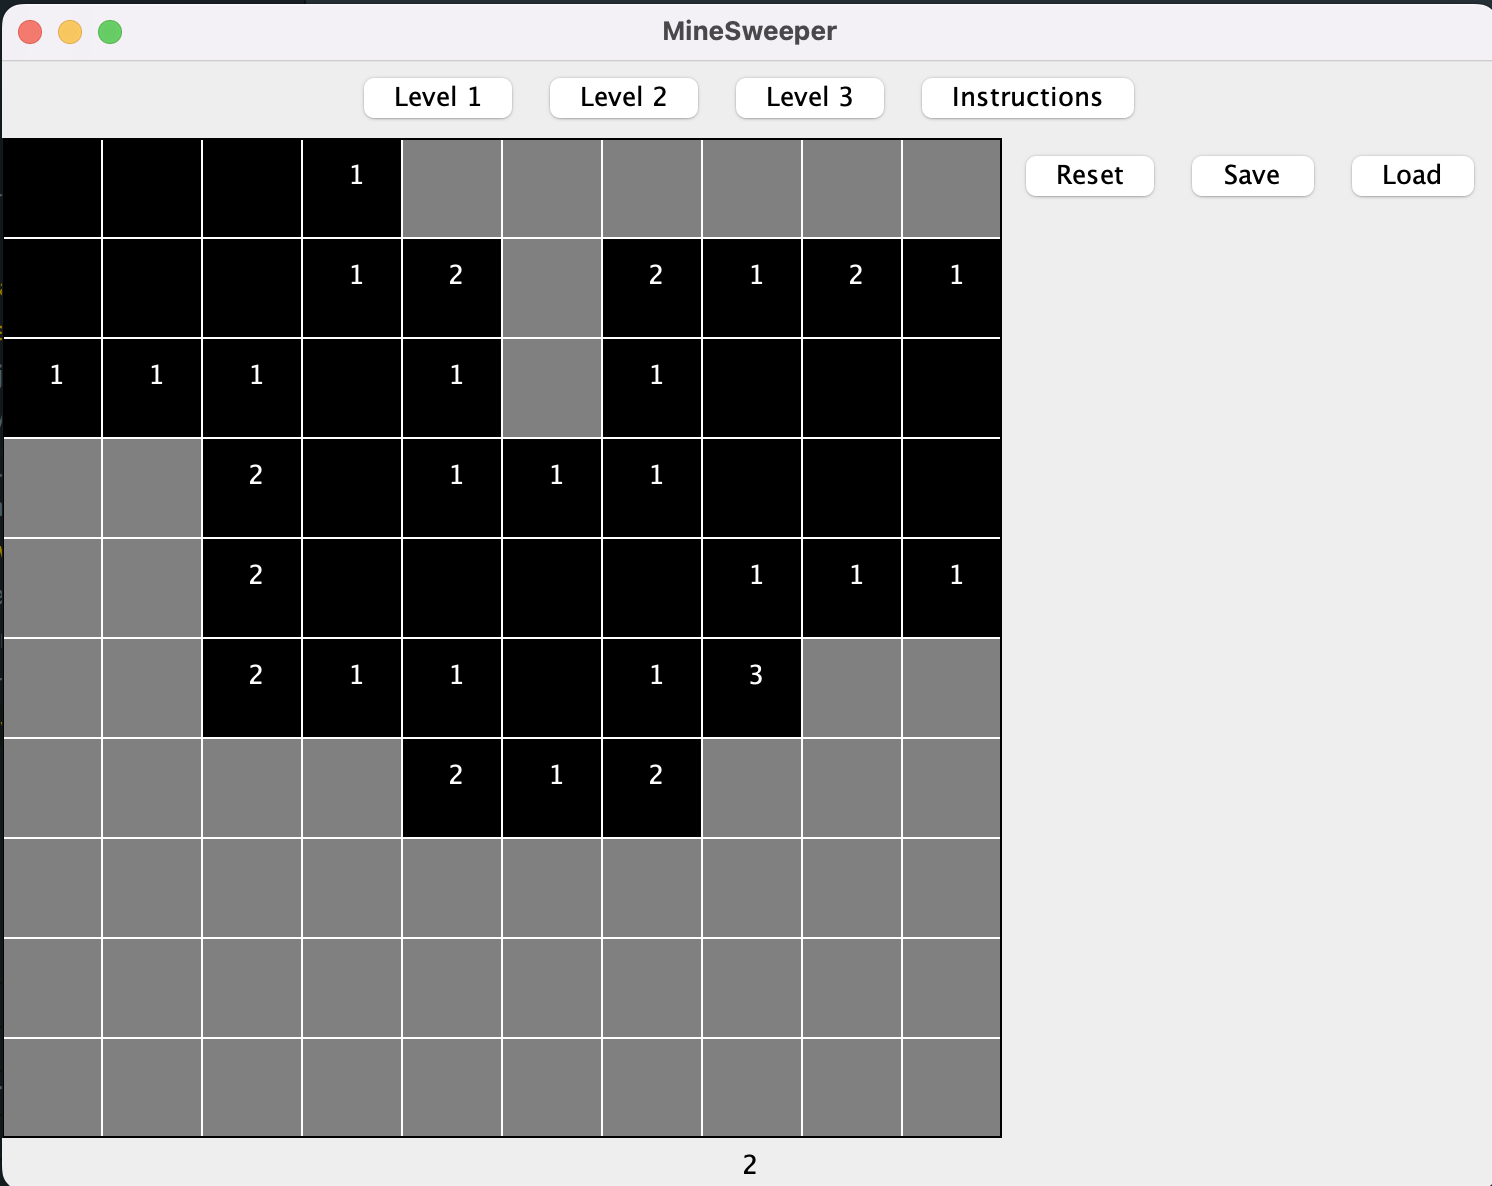 MineSweeper
Level 1 Level 2 Level 3 Instructions
Reset Save Load
1
1 2 2 1 2 1
1 1 1 1 1
2 1 1 1
2 1 1 1
2 1 1 1 3
2 1 2
2